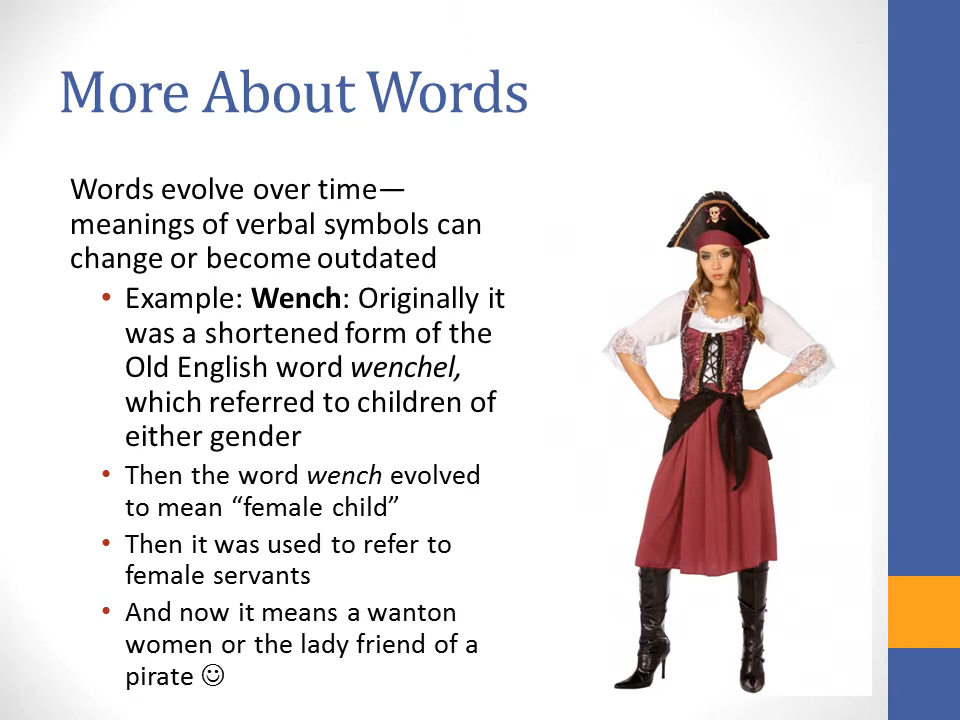 More About Words
Words evolve over time—
meanings of verbal symbols can
change or become outdated
• Example: Wench: Originally it
was a shortened form of the
Old English word wenchel,
which referred to children of
either gender
• Then the word wench evolved
to mean “female child”
• Then it was used to refer to
female servants
• And now it means a wanton
women or the lady friend of a
pirate ☺